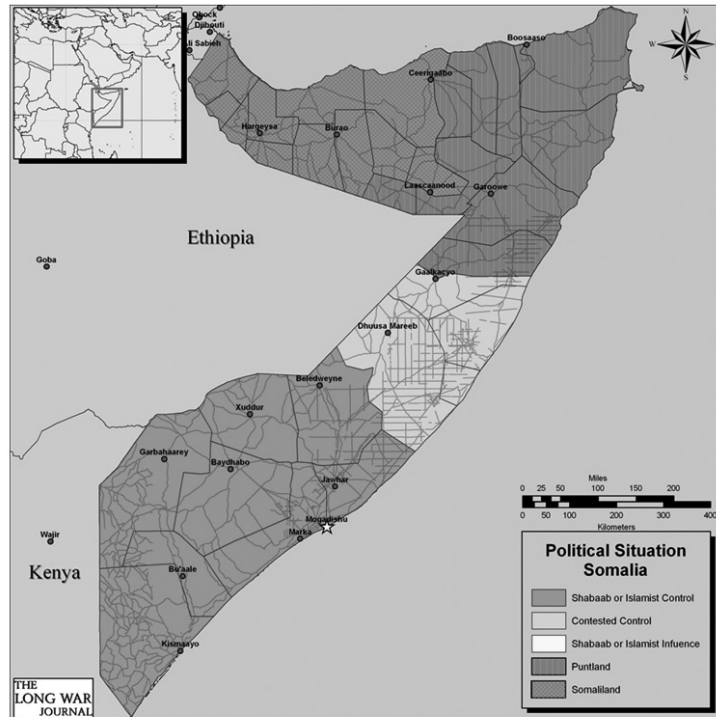 Obock
Djibouti
Ali Sabieh
Boosaaso
N
W
E
S
Ceerigaabo
Hargeysa
Burao
Laascaanood
Garoowe
Ethiopia
Goba
Gaalkacyo
Dhuusa Mareeb
Beledweyne
Xuddur
Garbahaarey
Baydhabo
Jawhar
Mogadishu
Marka
Wajir
Kenya
Bu'aale
Kismaayo
Miles
0 25 50 100 150 200
0 50 100 200 300 400
Kilometers
Political Situation
Somalia
Shabaab or Islamist Control
Contested Control
Shabaab or Islamist Infuence
Puntland
Somaliland
THE
LONG WAR
JOURNAL